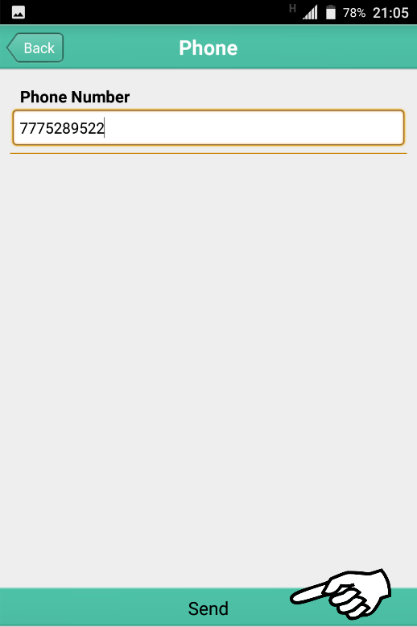 H 78% 21:05
Back Phone
Phone Number
7775289522
Send